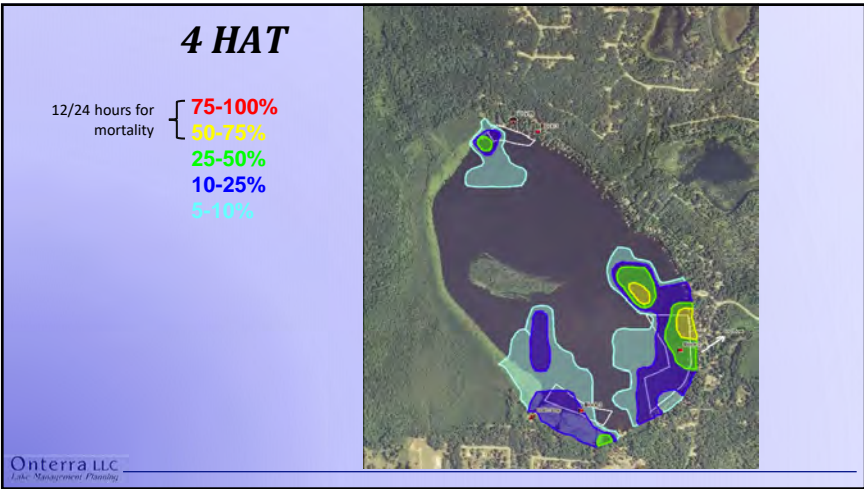 4 HAT
12/24 hours for
mortality
75-100%
50-75%
25-50%
10-25%
5-10%
Onterra LLC
Lake Management Planning